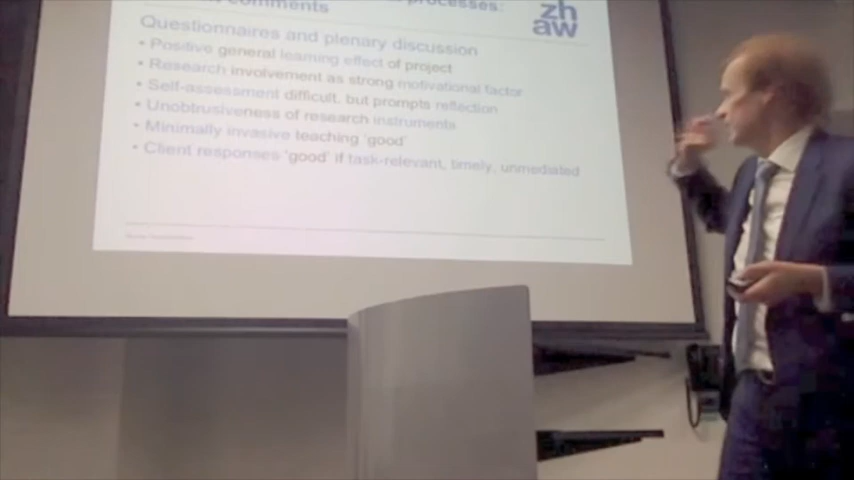 processes:
comments
zh
aw
Questionnaires and plenary discussion
• Positive general learning effect of project
• Research involvement as strong motivational factor
• Self-assessment difficult, but prompts reflection
• Unobtrusiveness of research instruments
• Minimally invasive teaching 'good'
• Client responses 'good' if task-relevant, timely, unmediated